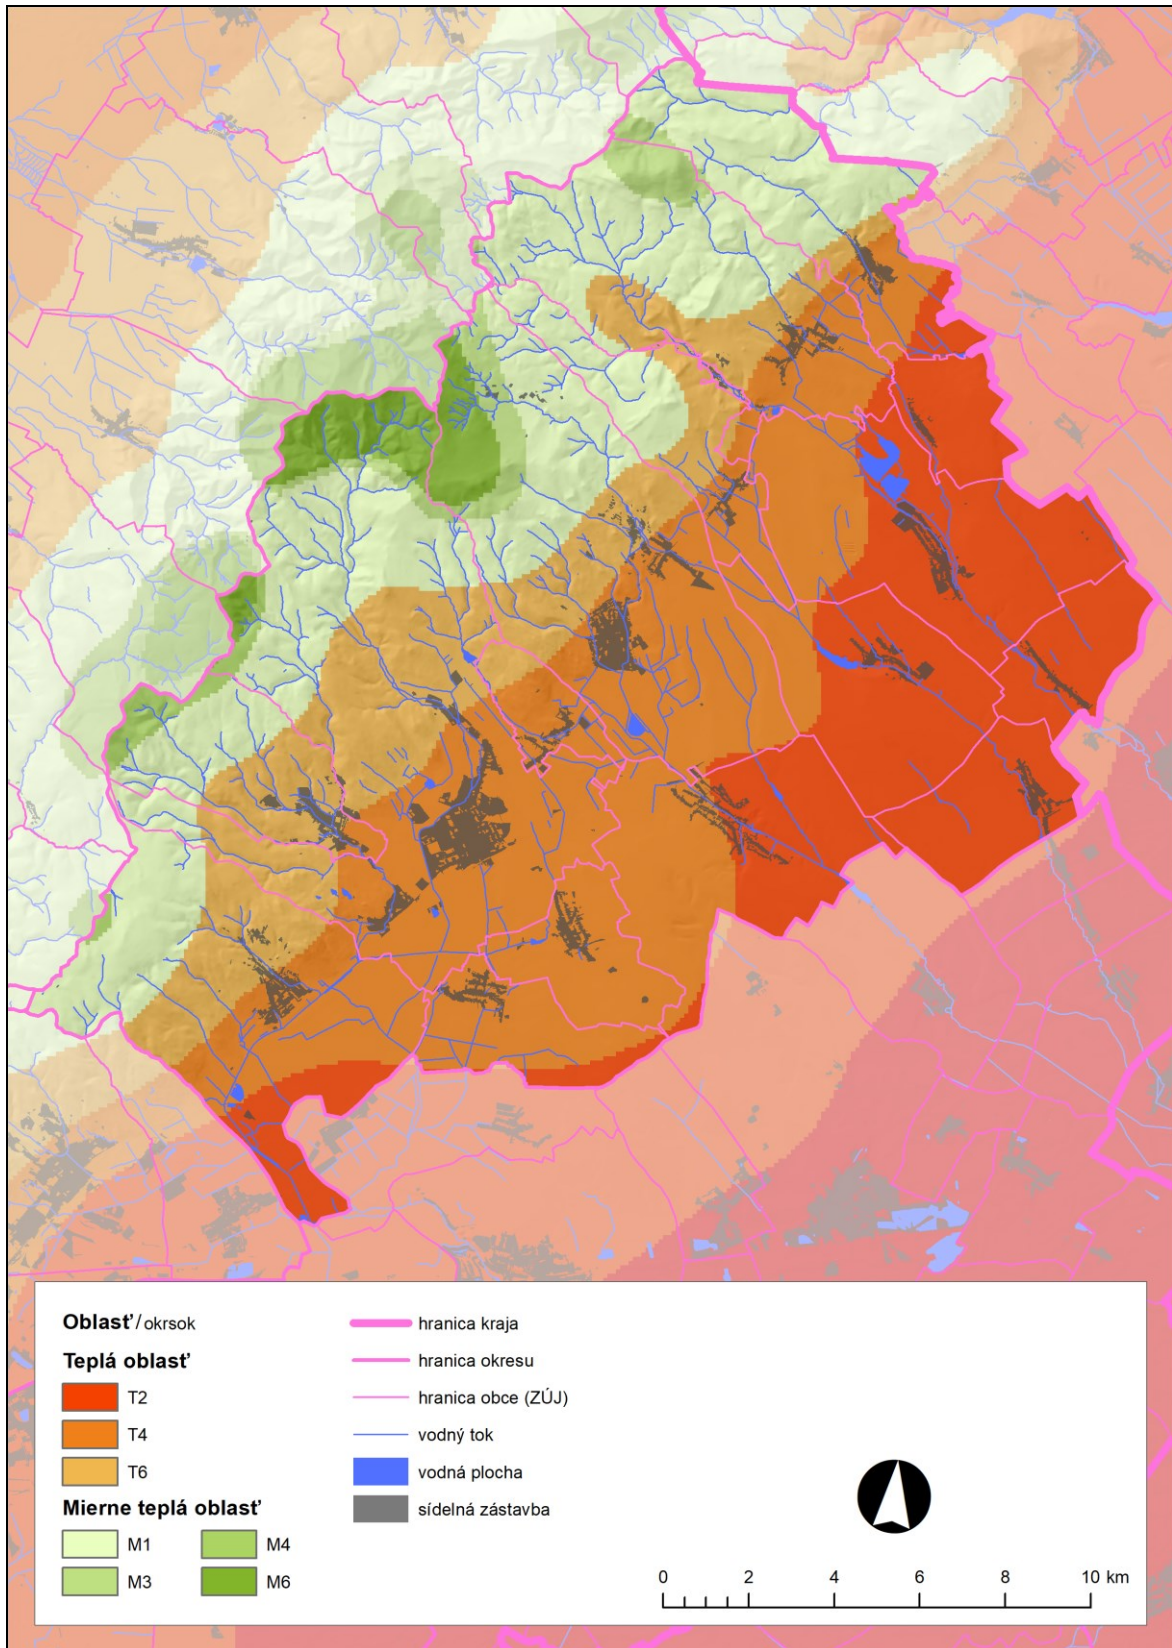 Oblasť/okrsok
Teplá oblasť
T2
T4
T6
Mierne teplá oblasť
M1
M4
M3
M6
hranica kraja
hranica okresu
hranica obce (ZÚJ)
vodný tok
vodná plocha
sídelná zástavba
0 2 4 6 8 10 km